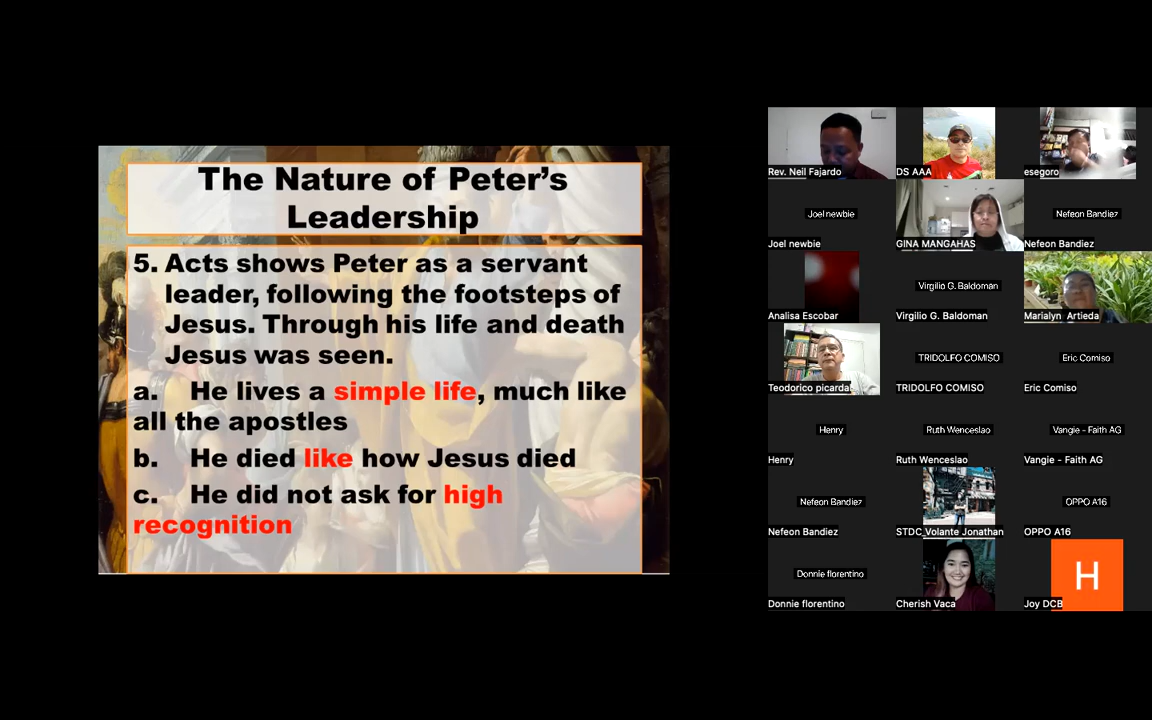 The Nature of Peter’s
Leadership
5. Acts shows Peter as a servant
leader, following the footsteps of
Jesus. Through his life and death
Jesus was seen.
a. He lives a simple life, much like
all the apostles
b. He died like how Jesus died
c. He did not ask for high
recognition
Rev. Neil Fajardo
DS AAA
esegoro
Joel newbie
Joel newbie
GINA MANGAHAS
Nefeon Bandiez
Nefeon Bandiez
Analisa Escobar
Virgilio G. Baldoman
Virgilio G. Baldoman
Marialyn Artieda
Teodorico picarda
TRIDOLFO COMISO
TRIDOLFO COMISO
Eric Comiso
Eric Comiso
Henry
Henry
Ruth Wenceslao
Ruth Wenceslao
Vangie - Faith AG
Vangie - Faith AG
Nefeon Bandiez
Nefeon Bandiez
STDC_Volante Jonathan
OPPO A16
OPPO A16
Donnie florentino
Donnie florentino
Cherish Vaca
H
Joy DCB